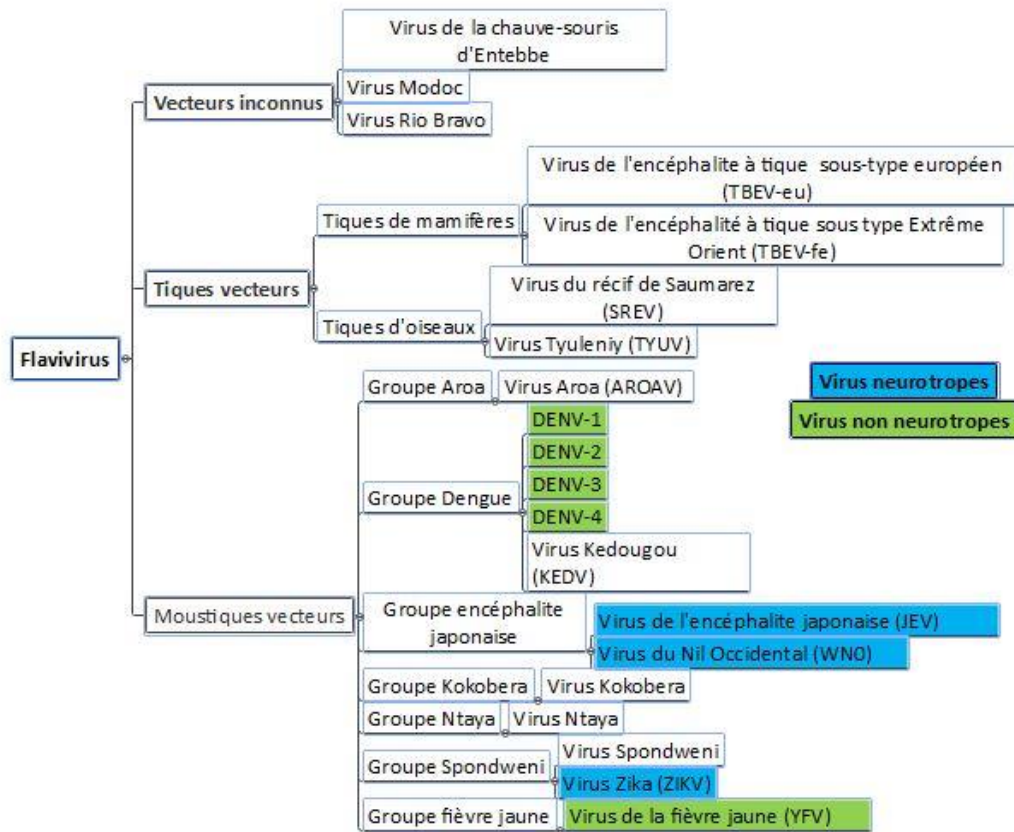 Virus de la chauve-souris
d'Entebbe
Vecteurs inconnus
Virus Modoc
Virus Rio Bravo
Virus de l'encéphalite à tique sous-type européen
(TBEV-eu)
Tiques de mamifères
Virus de l'encéphalité à tique sous type Extrême
Orient (TBEV-fe)
Tiques vecteurs
Virus du récif de Saumarez
(SREV)
Tiques d'oiseaux
Virus Tyuleniy (TYUV)
Flavivirus
Groupe Aroa
Virus Aroa (AROAV)
Virus neurotropes
Virus non neurotropes
DENV-1
DENV-2
DENV-3
Groupe Dengue
DENV-4
Virus Kedougou
(KEDV)
Moustiques vecteurs
Groupe encéphalite
japonaise
Virus de l'encéphalite japonaise (JEV)
Virus du Nil Occidental (WN0)
Groupe Kokobera
Virus Kokobera
Groupe Ntaya
Virus Ntaya
Groupe Spondweni
Virus Spondweni
Virus Zika (ZIKV)
Groupe fièvre jaune
Virus de la fièvre jaune (YFV)